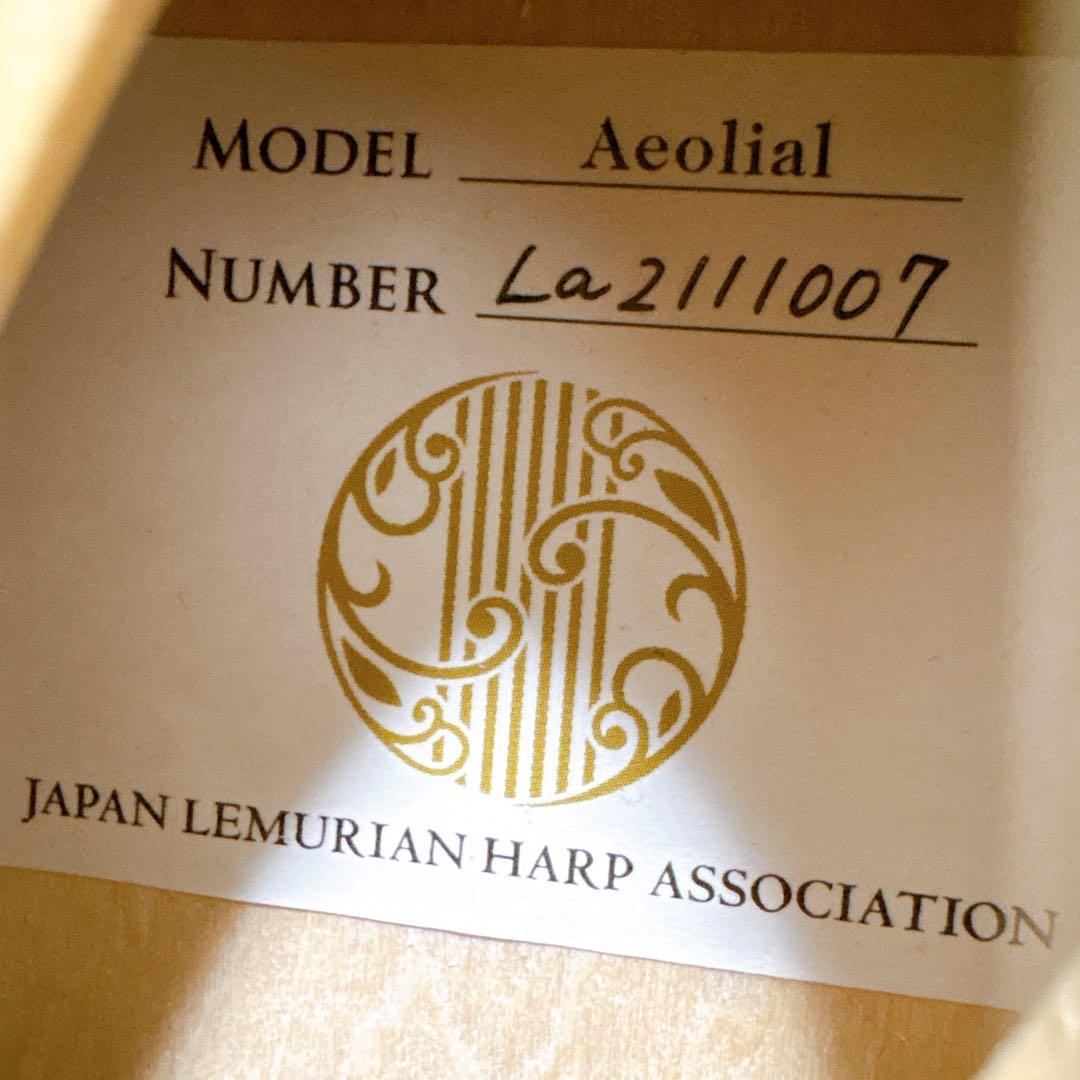 MODEL Aeolial
NUMBER La2111007
JAPAN LEMURIAN HARP ASSOCIATION